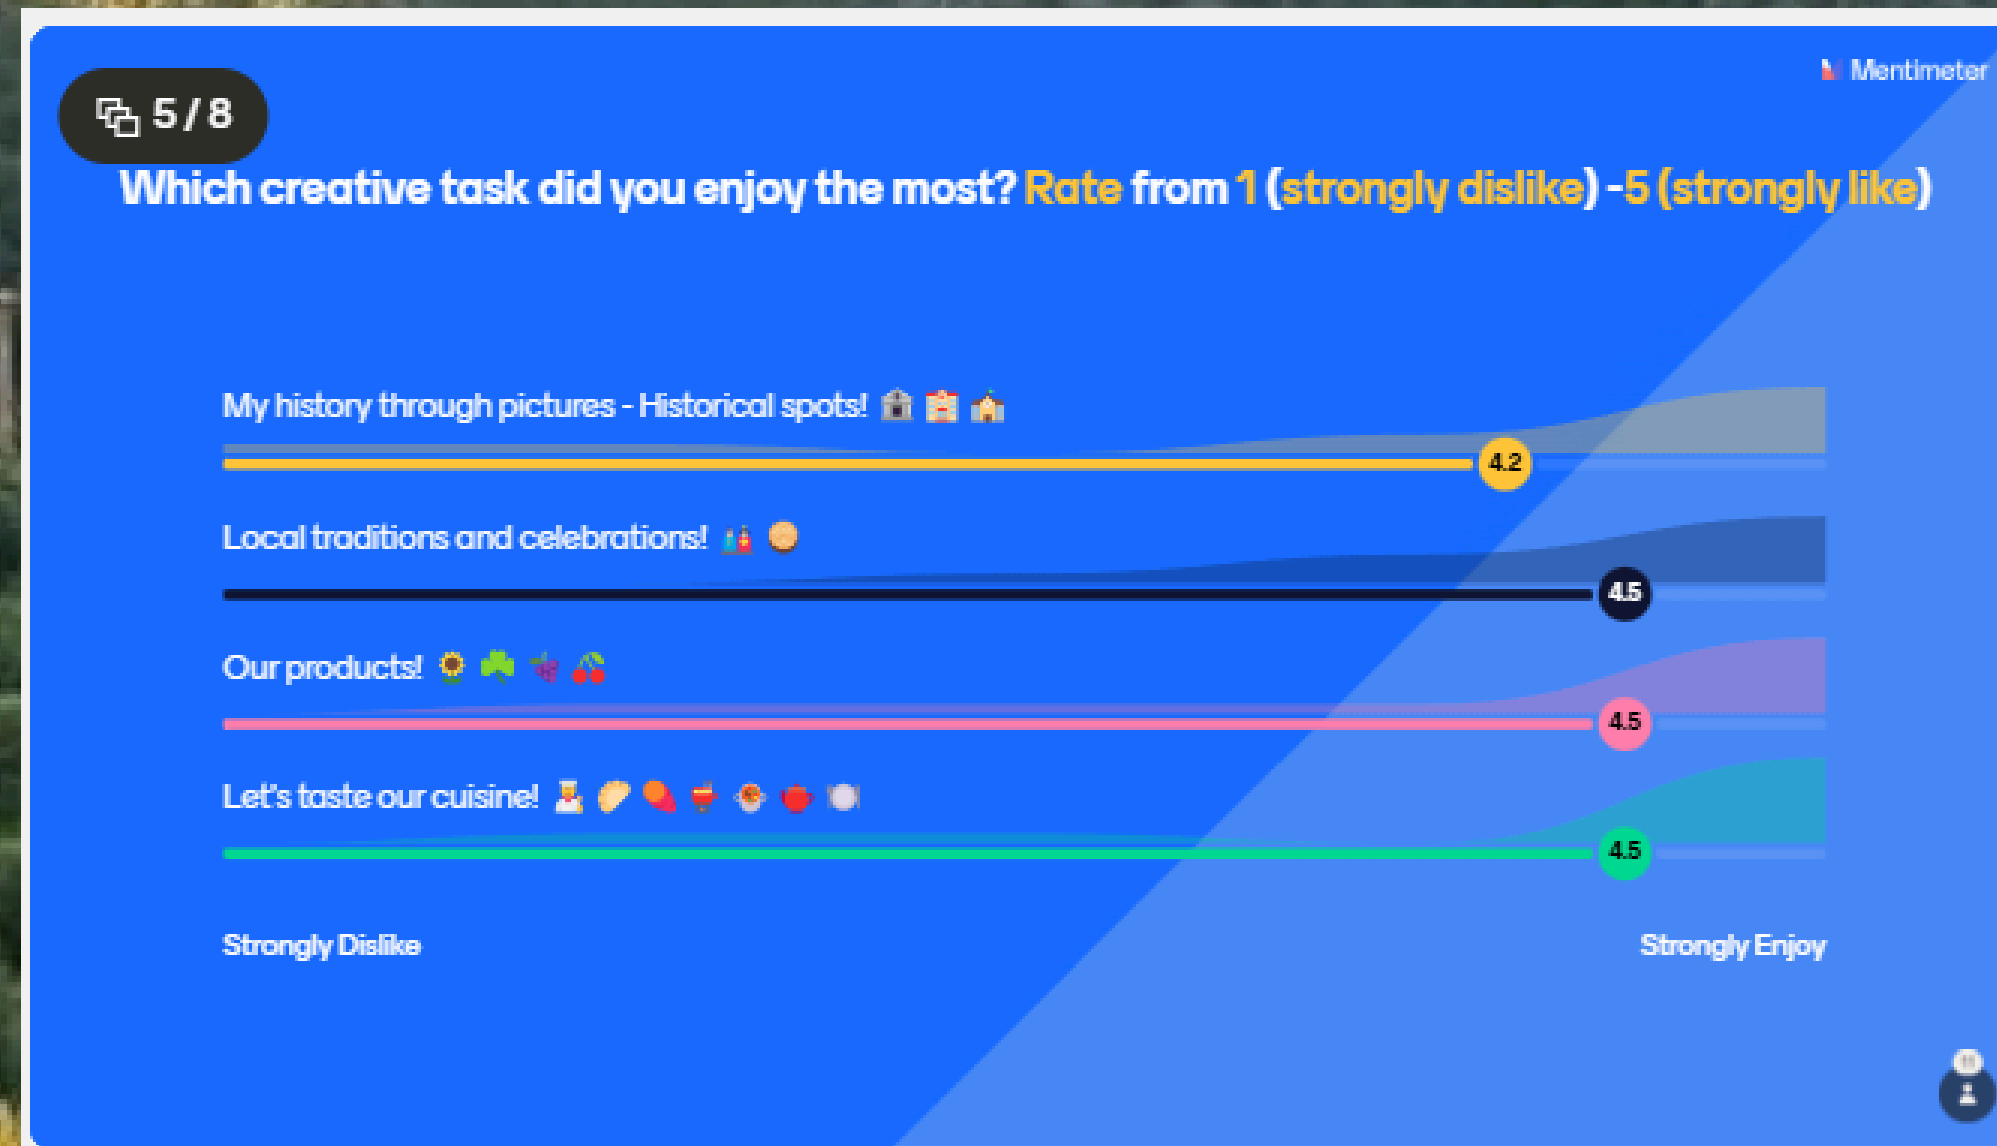 Mentimeter
5 / 8
Which creative task did you enjoy the most? Rate from 1 (strongly dislike) -5 (strongly like)
My history through pictures - Historical spots!
4.2
Local traditions and celebrations!
4.5
Our products!
4.5
Let's taste our cuisine!
4.5
Strongly Dislike
Strongly Enjoy